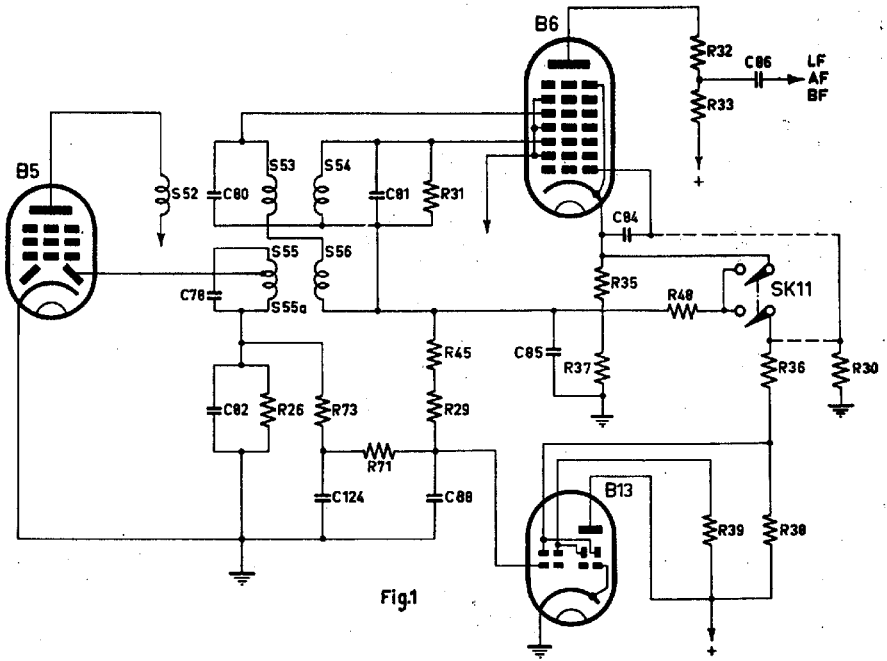 B6
R32
C86
LF
AF
BF
R33
+
B5
S52
C80
S53
S54
C81
R31
C84
S55
S56
C78
S55a
R35
R48
SK11
C85
R37
R45
R36
R30
C82
R26
R73
R29
R71
C124
C88
B13
R39
R38
+
Fig.1